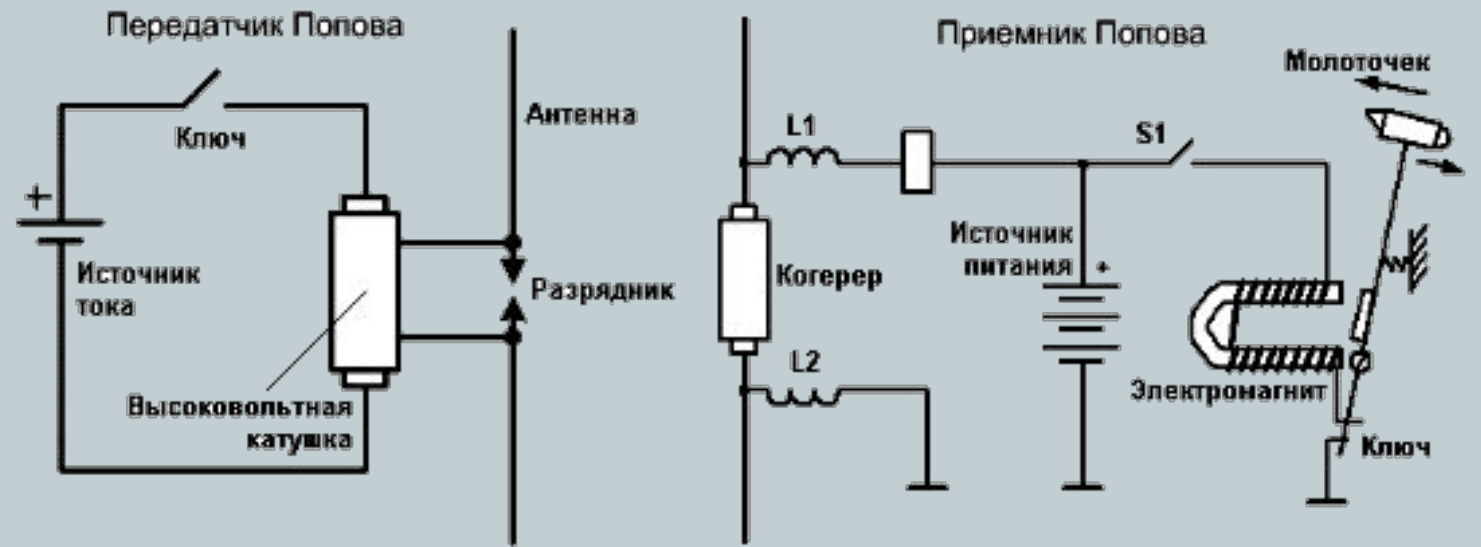 Передатчик Попова
Ключ
+
Источник
тока
Высоковольтная
катушка
Антенна
Разрядник
Приемник Попова
Молоточек
L1
S1
Когерер
Источник
питания
+
L2
Электромагнит
Ключ